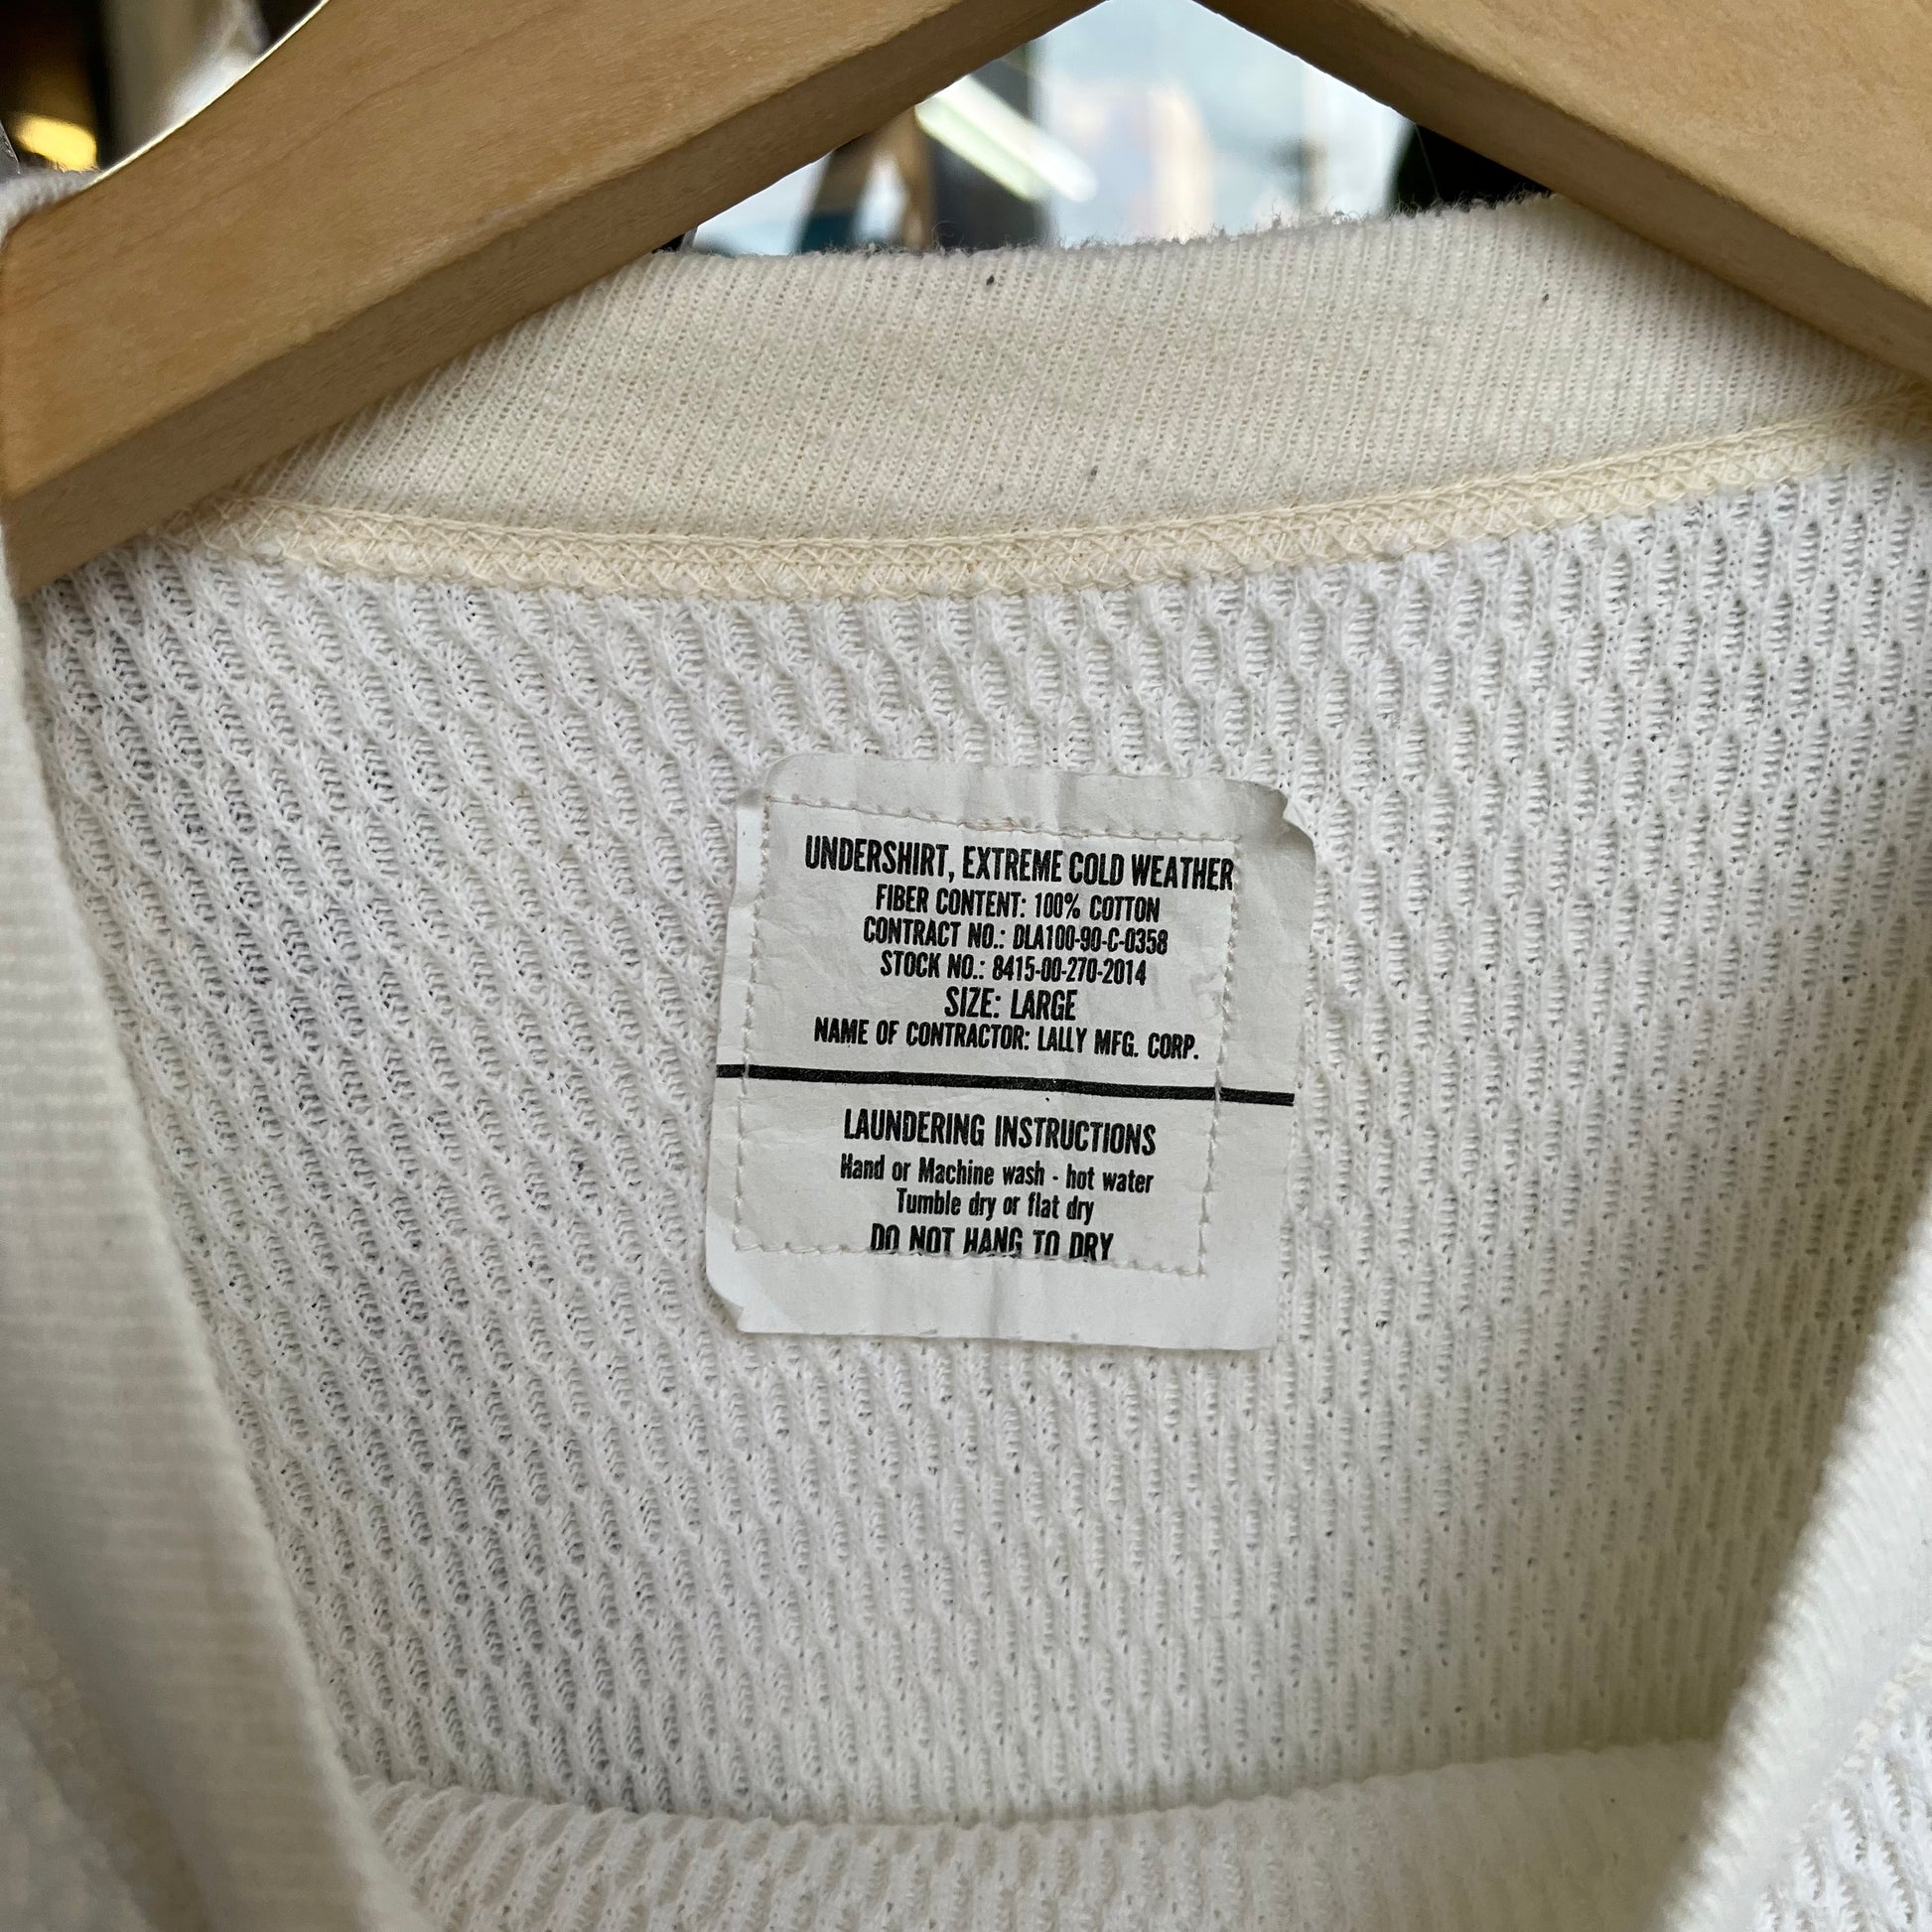 UNDERSHIRT, EXTREME COLD WEATHER
FIBER CONTENT: 100% COTTON
CONTRACT NO.: DLA100-90-C-0358
STOCK NO.: 8415-00-270-2014
SIZE: LARGE
NAME OF CONTRACTOR: LALLY MFG. CORP.
LAUNDERING INSTRUCTIONS
Hand or Machine wash - hot water
Tumble dry or flat dry
DO NOT HANG TO DRY